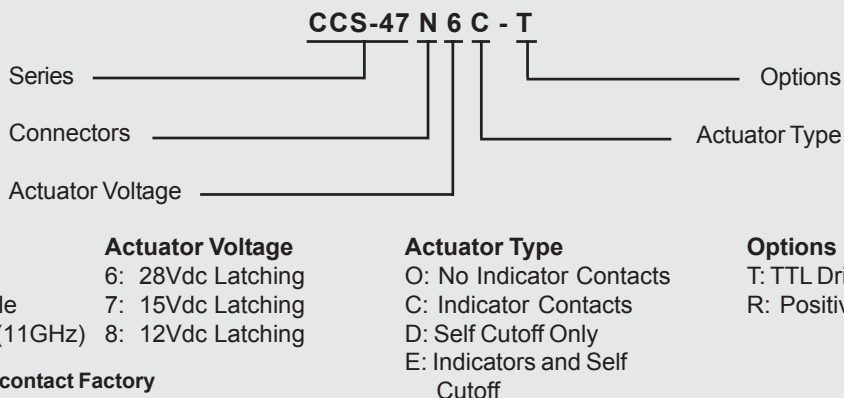 CCS-47 N 6 C - T
Series
Options
Connectors
Actuator Type
Actuator Voltage
Actuator Voltage
6: 28Vdc Latching
7: 15Vdc Latching
(11GHz) 8: 12Vdc Latching
contact Factory
Actuator Type
O: No Indicator Contacts
C: Indicator Contacts
D: Self Cutoff Only
E: Indicators and Self
Cutoff
Options
T: TTL
R: